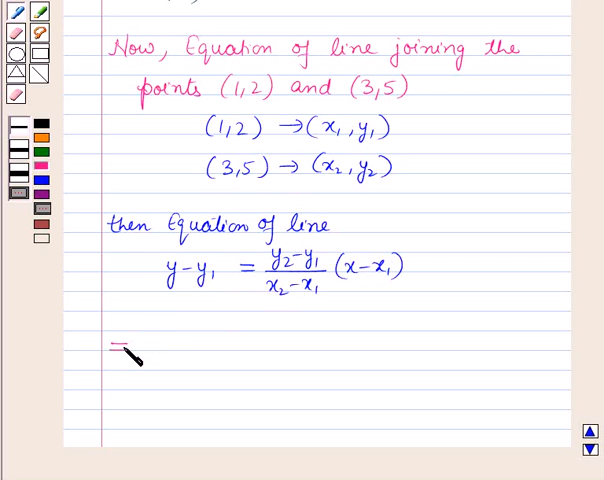 Now, Equation of line joining the
points (1,2) and (3,5)
(1,2) → (x₁, y₁)
(3,5) → (x₂, y₂)
then Equation of line
y-y₁ = y₂-y₁/x₂-x₁ (x-x₁)
=